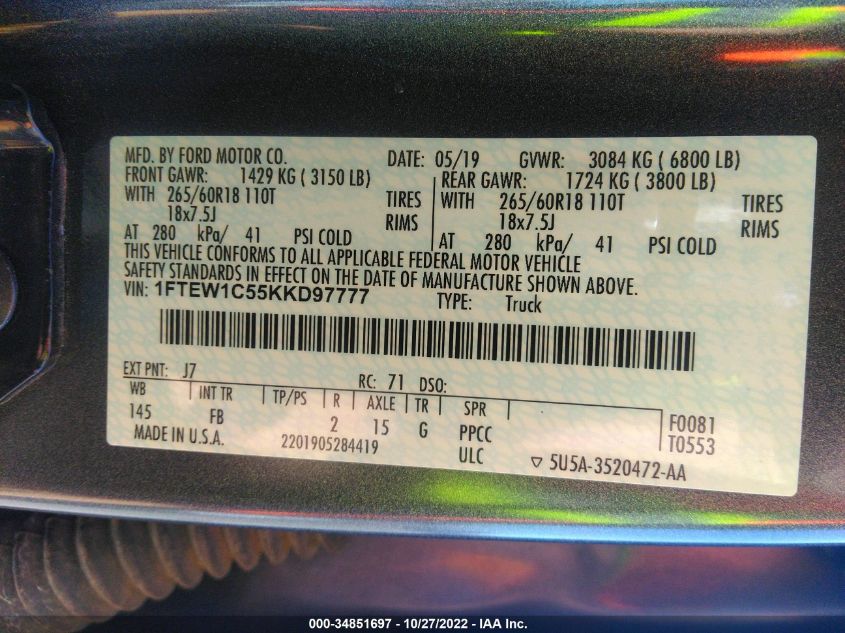 MFD. BY FORD MOTOR CO. DATE: 05/19 GVWR: 3084 KG ( 6800 LB)
FRONT GAWR: 1429 KG ( 3150 LB) REAR GAWR: 1724 KG ( 3800 LB)
WITH 265/60R18 110T TIRES WITH 265/60R18 110T TIRES
18x7.5J RIMS 18x7.5J RIMS
AT 280 kPa/ 41 PSI COLD AT 280 kPa/ 41 PSI COLD
THIS VEHICLE CONFORMS TO ALL APPLICABLE FEDERAL MOTOR VEHICLE
SAFETY STANDARDS IN EFFECT ON THE DATE OF MANUFACTURE SHOWN ABOVE.
VIN: 1FTEW1C55KKD97777 TYPE: Truck
EXT PNT: J7 RC: 71 DSO:
WB INT TR TP/PS R AXLE TR SPR
145 FB 2 15 G PPCC F0081
MADE IN U.S.A. 2201905284419 ULC T0553
▽ 5U5A-3520472-AA
000-34851697 - 10/27/2022 - IAA Inc.